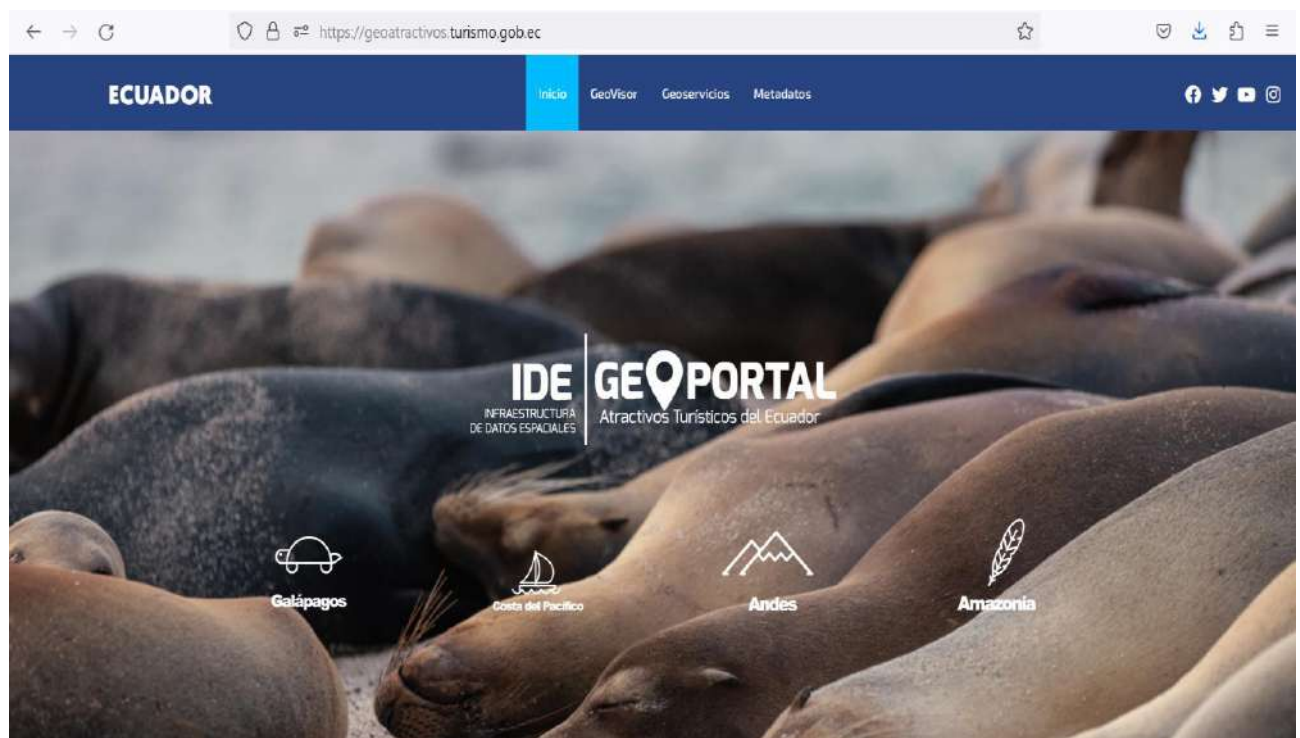 https://geoatractivos.turismo.gob.ec
ECUADOR
Inicio
GeoVisor
Geoservicios
Metadatos
IDE
INFRAESTRUCTURA
DE DATOS ESPACIALES
GEOPORTAL
Atractivos Turísticos del Ecuador
Galápagos
Costa del Pacífico
Andes
Amazonía